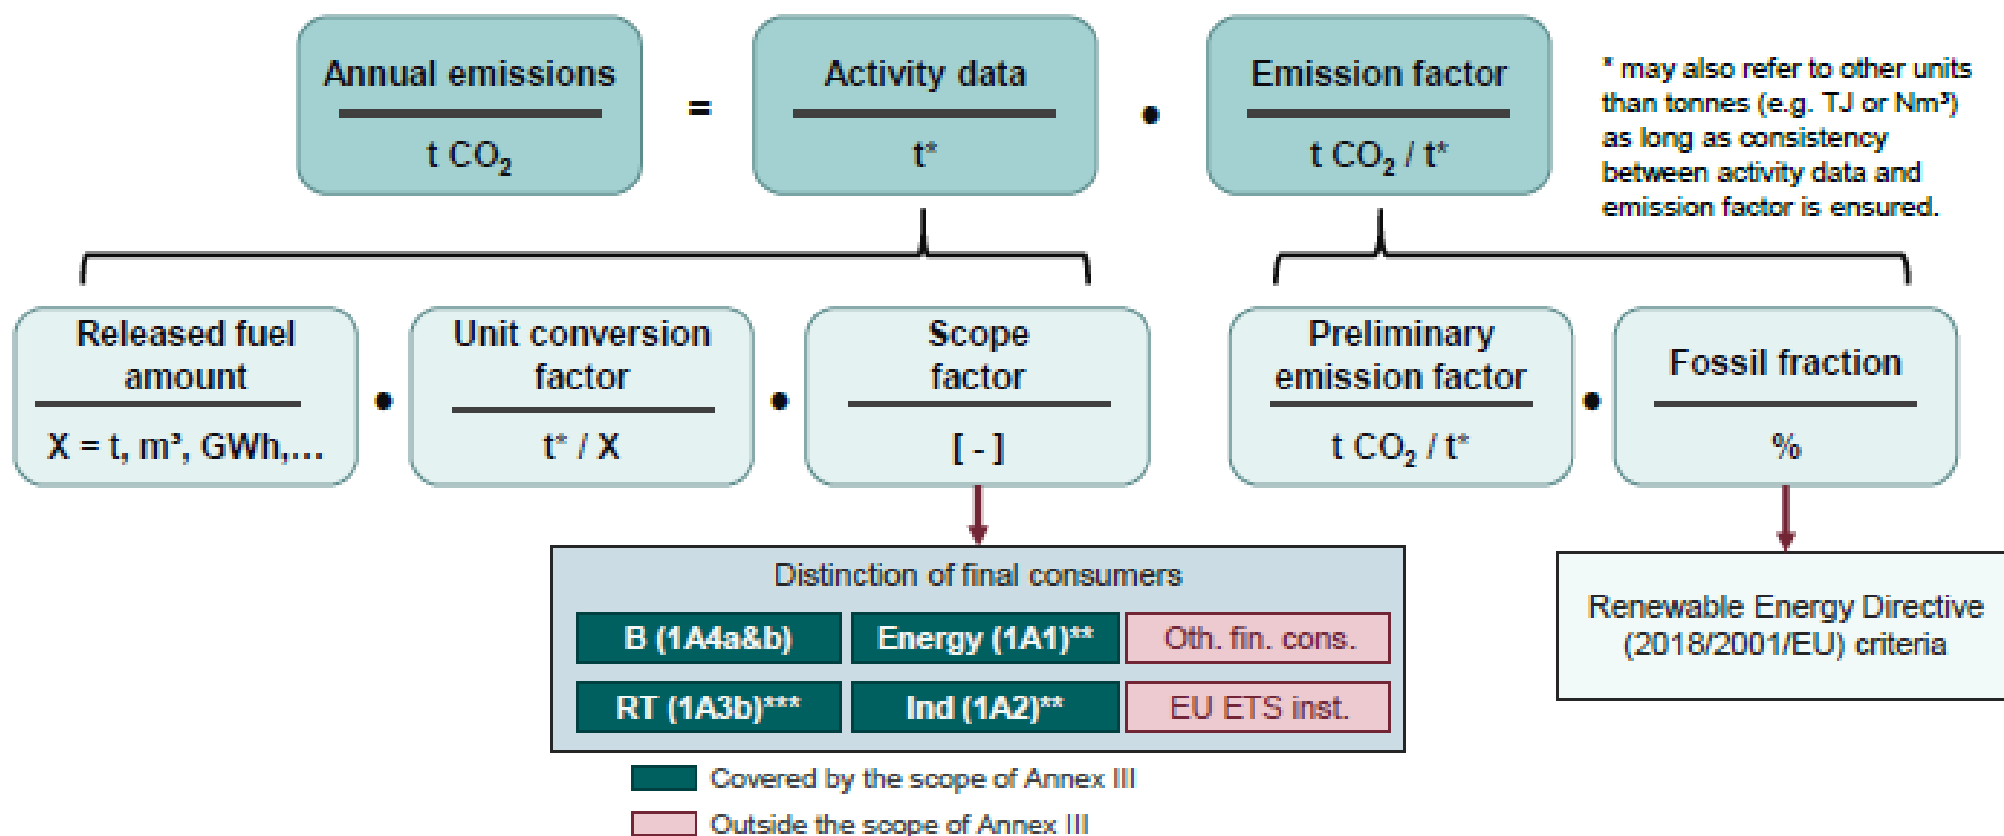 Annual emissions
t CO₂
=
Activity data
t*
•
Emission factor
t CO₂ / t*
* may also refer to other units
than tonnes (e.g. TJ or Nm³)
as long as consistency
between activity data and
emission factor is ensured.
Released fuel
amount
X = t, m³, GWh,...
•
Unit conversion
factor
t* / X
•
Scope
factor
[ - ]
Preliminary
emission factor
t CO₂ / t*
•
Fossil fraction
%
Distinction of final consumers
B (1A4a&b)
Energy (1A1)**
Oth. fin. cons.
RT (1A3b)***
Ind (1A2)**
EU ETS inst.
Renewable Energy Directive
(2018/2001/EU) criteria
Covered by the scope of Annex III
Outside the scope of Annex III